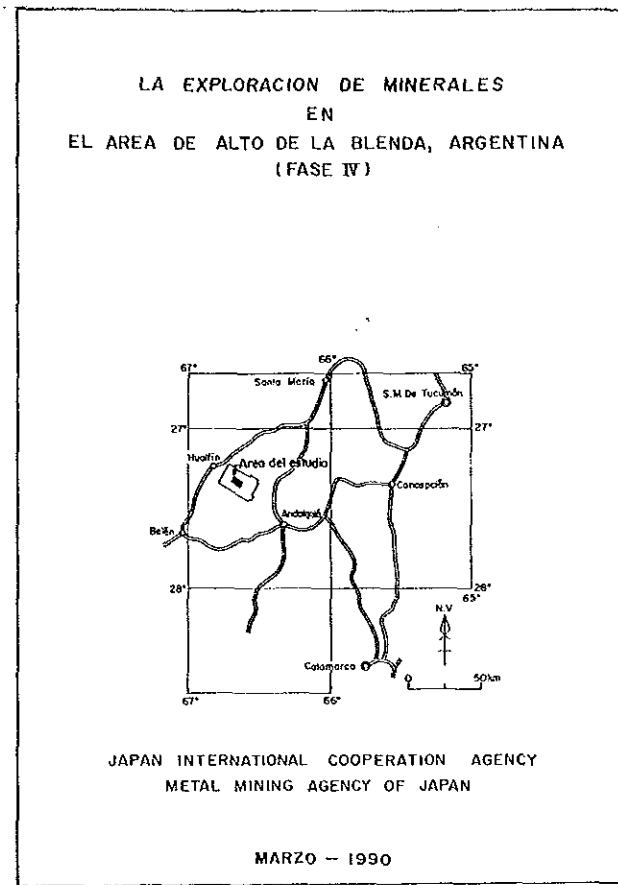 LA EXPLORACION DE MINERALES
EN
EL AREA DE ALTO DE LA BLENDA, ARGENTINA
(FASE IV)
67° 66° 65°
Santa María
S.M. De Tucumán
27° 27°
Hualfín
Area del estudio
Concepción
Andalgalá
Belén
28° 28°
65°
N.V
Catamarca
0 50km
67° 66°
JAPAN INTERNATIONAL COOPERATION AGENCY
METAL MINING AGENCY OF JAPAN
MARZO – 1990